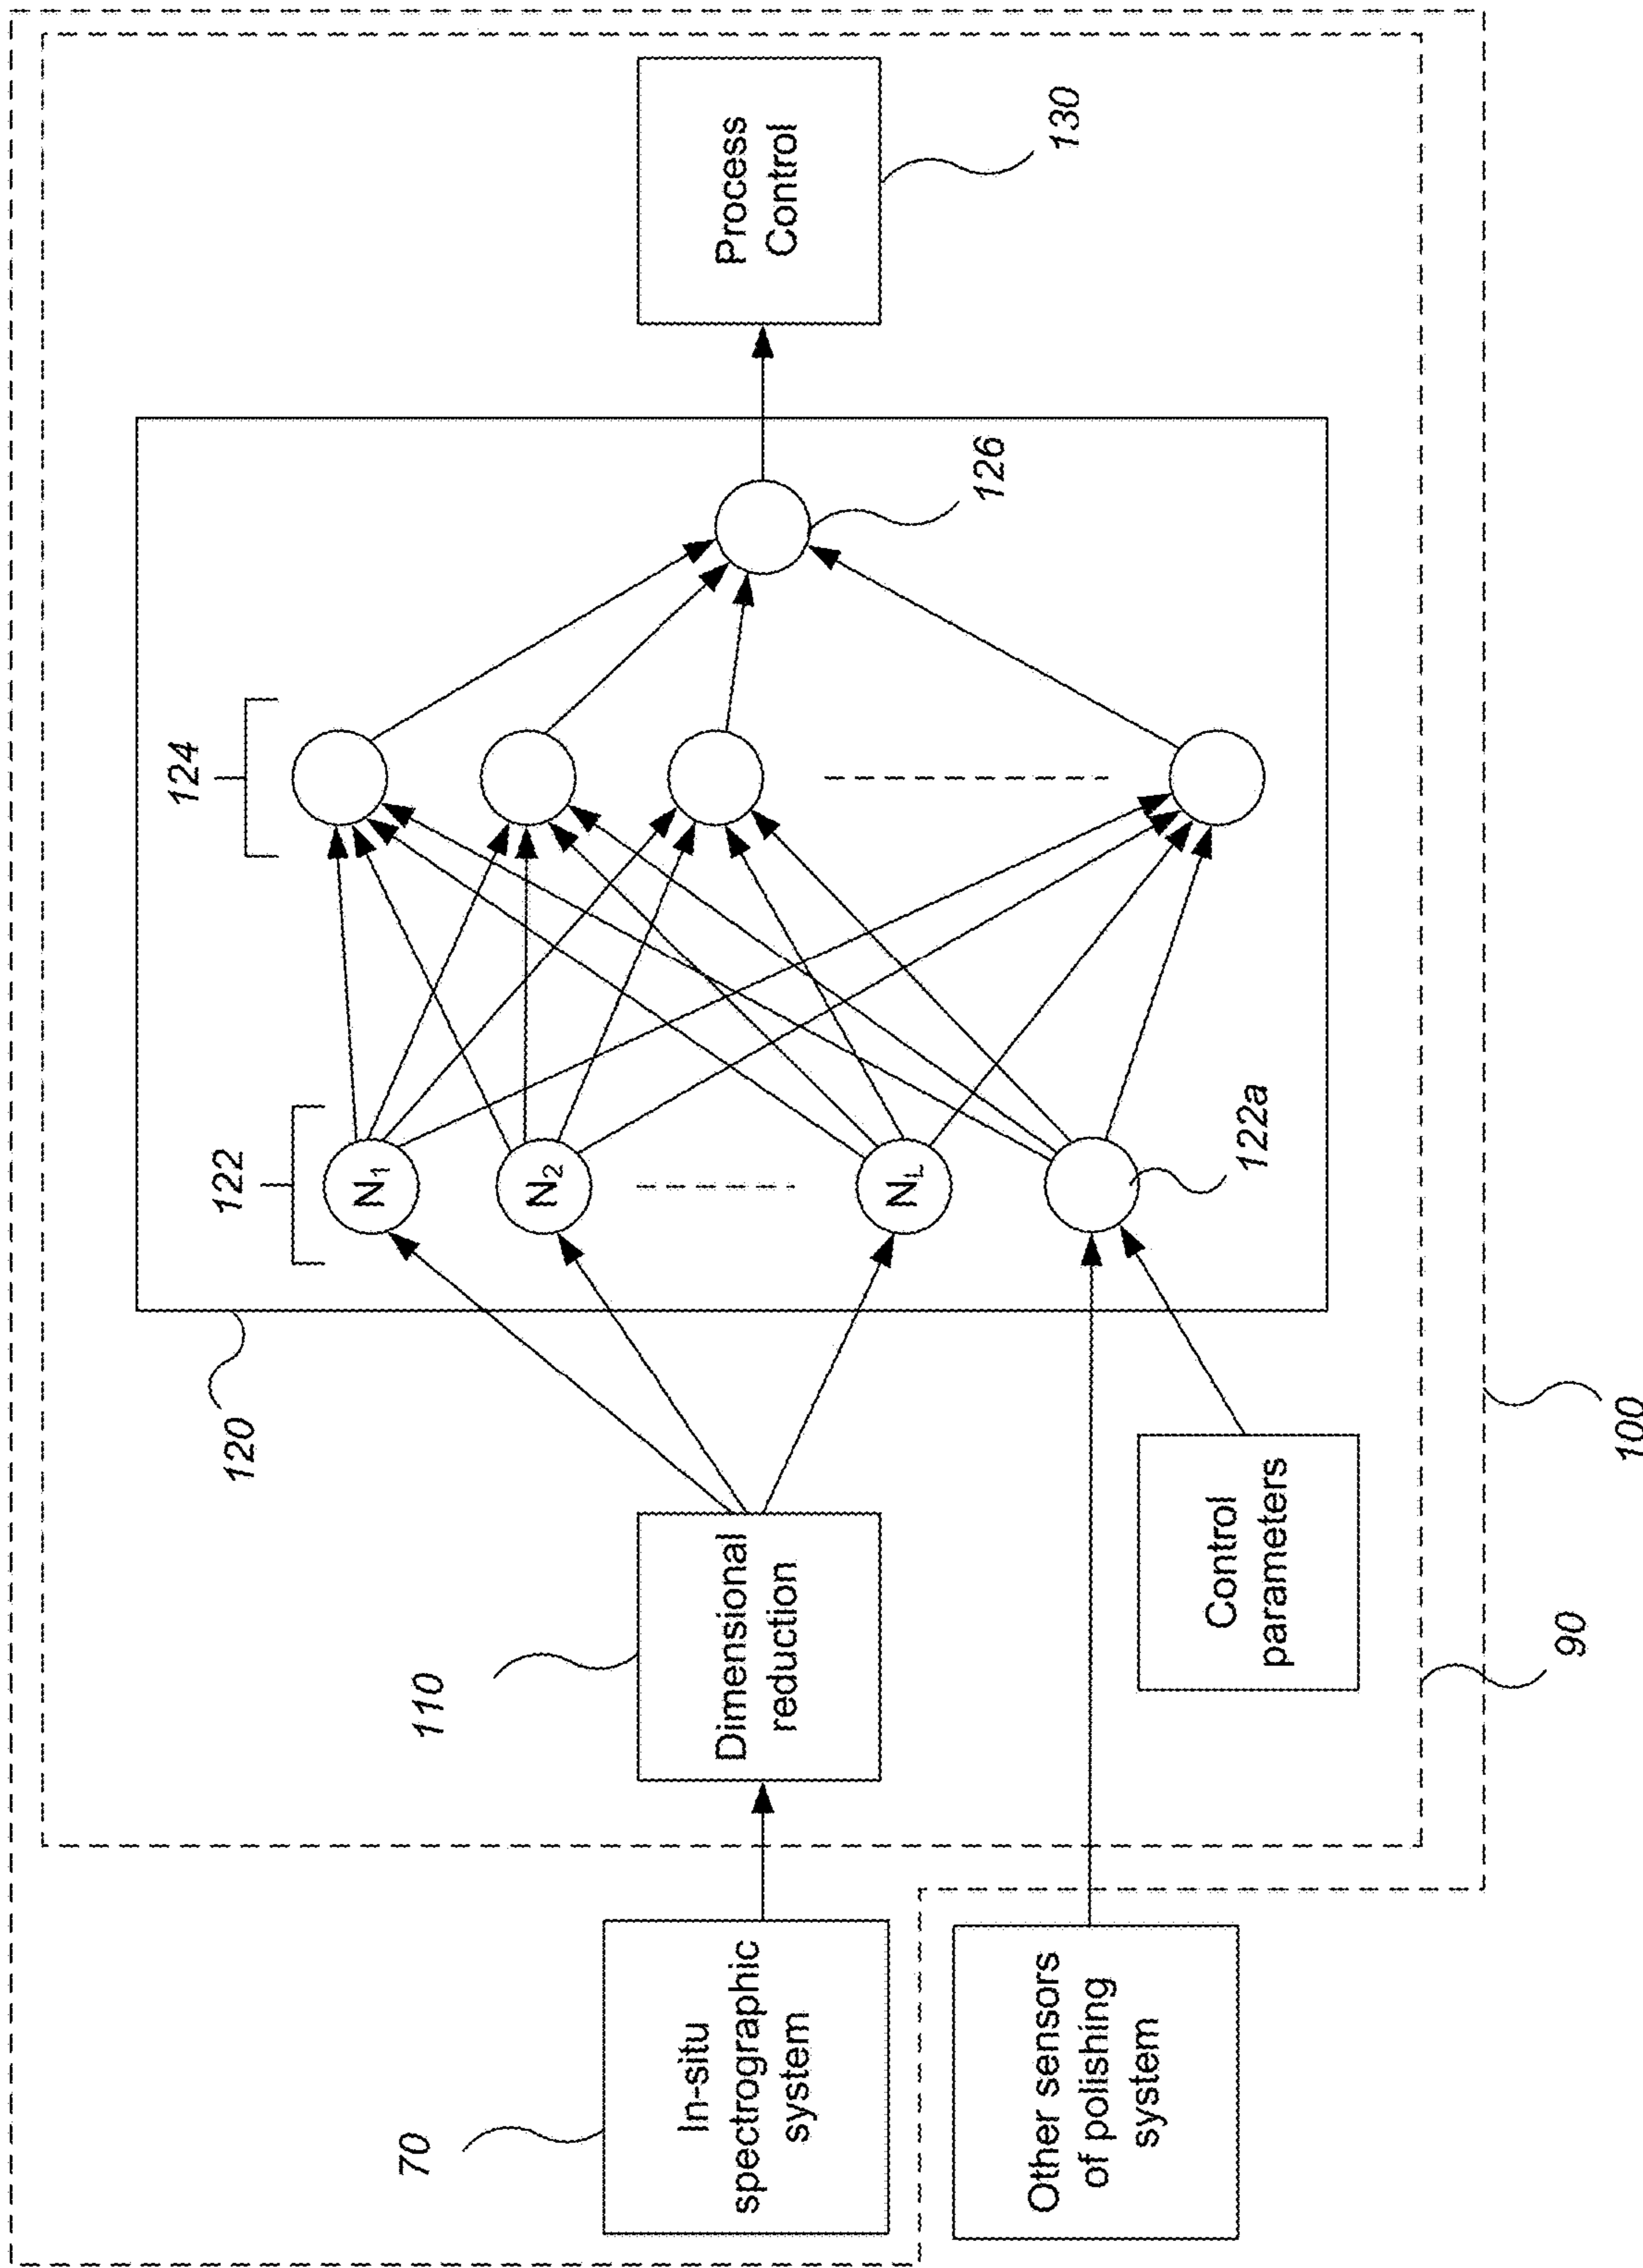 70
In-situ
spectrographic
system
Other sensors
of polishing
system
110
Dimensional
reduction
Control
parameters
90
100
120
122
N1
N2
NL
122a
124
126
Process
Control
130